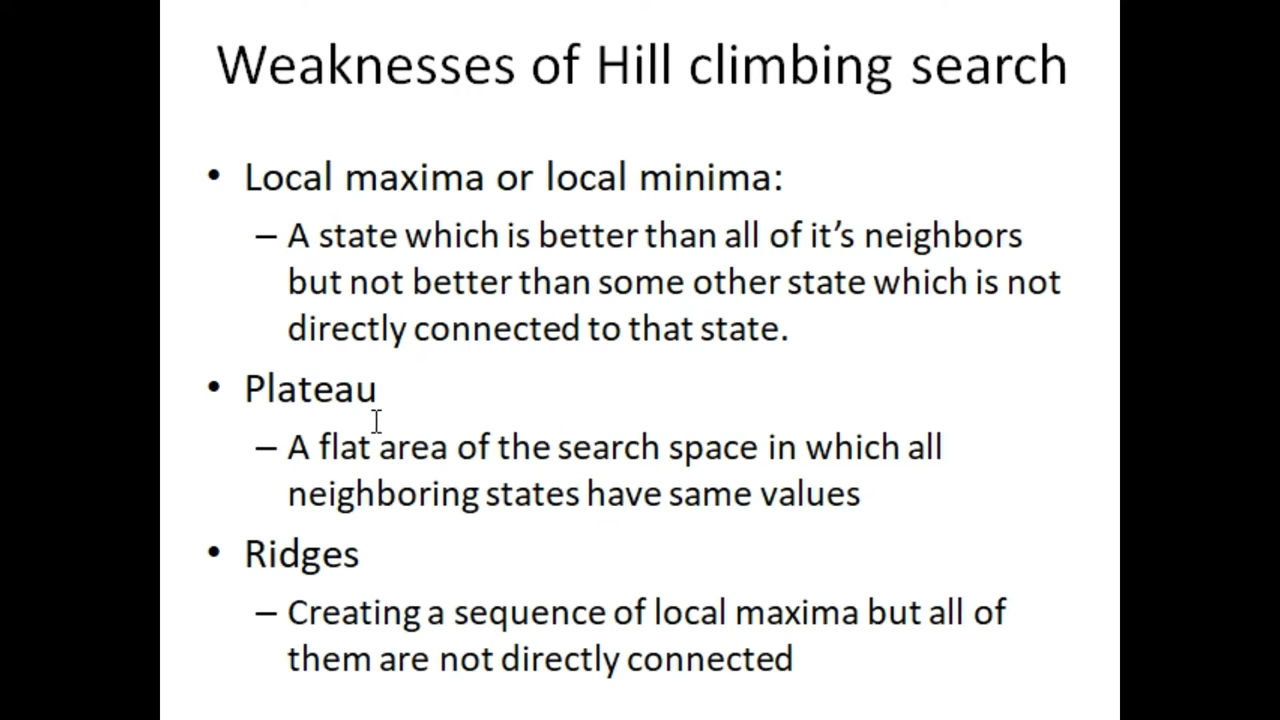 Weaknesses of Hill climbing search
• Local maxima or local minima:
– A state which is better than all of it’s neighbors
but not better than some other state which is not
directly connected to that state.
• Plateau
– A flat area of the search space in which all
neighboring states have same values
• Ridges
– Creating a sequence of local maxima but all of
them are not directly connected